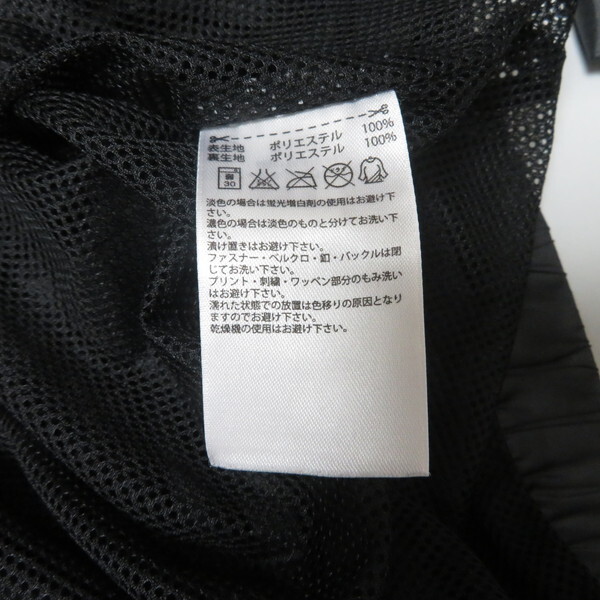 表生地 ポリエステル 100%
裏生地 ポリエステル 100%
30
淡色の場合は蛍光増白剤の使用はお避け下
さい。
濃色の場合は淡色のものと分けてお洗い下
さい。
漬け置きはお避け下さい。
ファスナー・ベルクロ・釦・バックルは閉
じてお洗い下さい。
プリント・刺繍・ワッペン部分のもみ洗い
はお避け下さい。
濡れた状態での放置は色移りの原因となり
ますのでお避け下さい。
乾燥機の使用はお避け下さい。